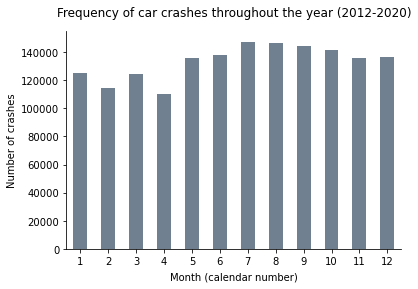 Frequency of car crashes throughout the year (2012-2020)
Number of crashes
140000
120000
100000
80000
60000
40000
20000
0
1 2 3 4 5 6 7 8 9 10 11 12
Month (calendar number)